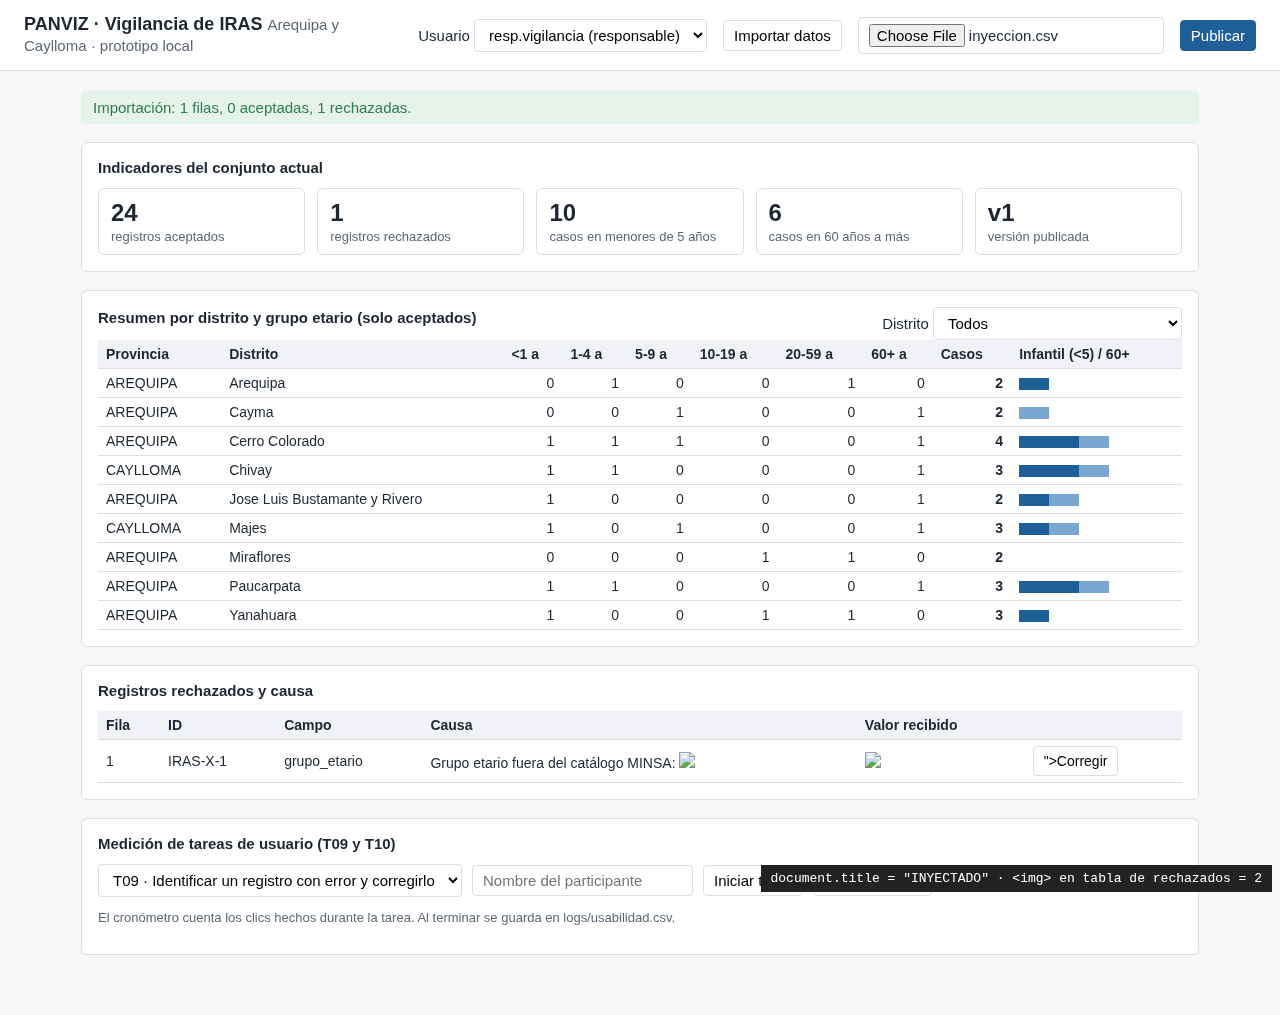 PANVIZ · Vigilancia de IRAS Arequipa y
Caylloma · prototipo local
Usuario resp.vigilancia (responsable) Importar datos Choose File inyeccion.csv Publicar
Importación: 1 filas, 0 aceptadas, 1 rechazadas.
Indicadores del conjunto actual
24 1 10 6 v1
registros aceptados registros rechazados casos en menores de 5 años casos en 60 años a más versión publicada
Resumen por distrito y grupo etario (solo aceptados) Distrito Todos
Provincia Distrito <1 a 1-4 a 5-9 a 10-19 a 20-59 a 60+ a Casos Infantil (<5) / 60+
AREQUIPA Arequipa 0 1 0 0 1 0 2
AREQUIPA Cayma 0 0 1 0 0 1 2
AREQUIPA Cerro Colorado 1 1 1 0 0 1 4
CAYLLOMA Chivay 1 1 0 0 0 1 3
AREQUIPA Jose Luis Bustamante y Rivero 1 0 0 0 0 1 2
CAYLLOMA Majes 1 0 1 0 0 1 3
AREQUIPA Miraflores 0 0 0 1 1 0 2
AREQUIPA Paucarpata 1 1 0 0 0 1 3
AREQUIPA Yanahuara 1 0 0 1 1 0 3
Registros rechazados y causa
Fila ID Campo Causa Valor recibido
1 IRAS-X-1 grupo_etario Grupo etario fuera del catálogo MINSA: ">Corregir
Medición de tareas de usuario (T09 y T10)
T09 · Identificar un registro con error y corregirlo Nombre del participante Iniciar document.title = "INYECTADO" · <img> en tabla de rechazados = 2
El cronómetro cuenta los clics hechos durante la tarea. Al terminar se guarda en logs/usabilidad.csv.